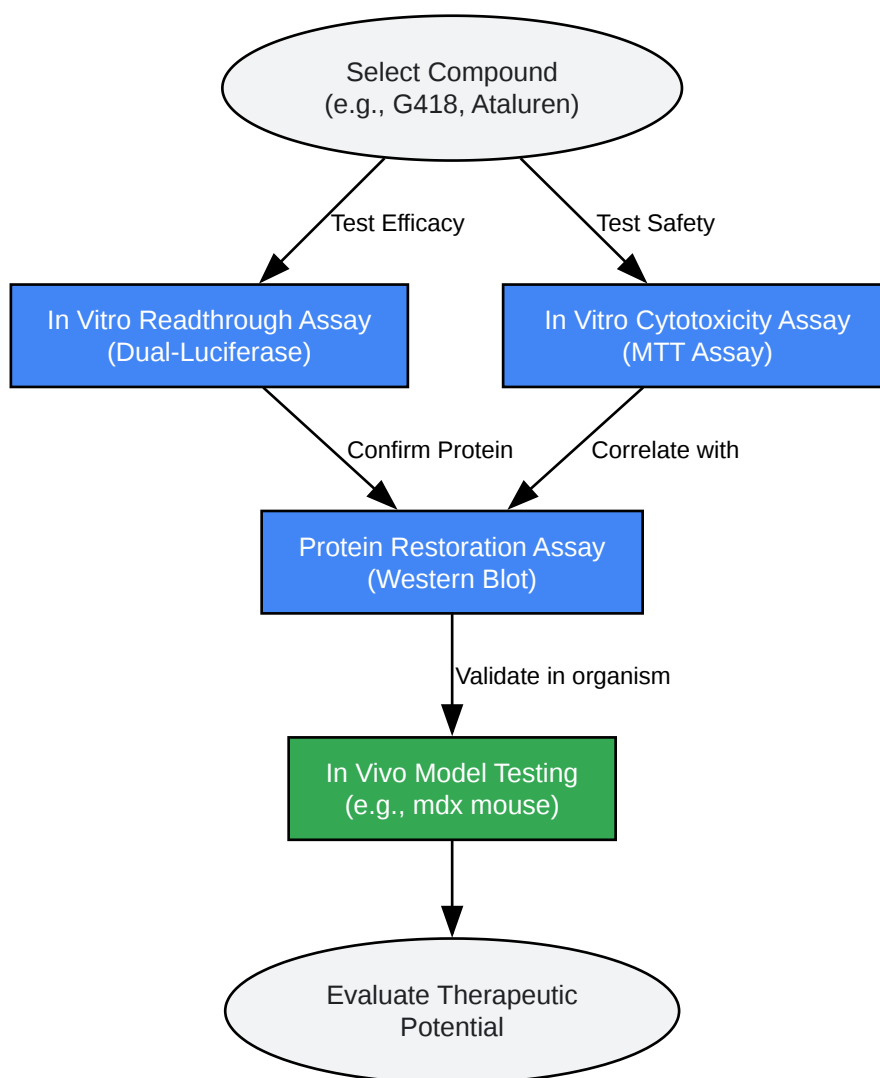 Select Compound
(e.g., G418, Ataluren)
Test Efficacy
Test Safety
In Vitro Readthrough Assay
(Dual-Luciferase)
In Vitro Cytotoxicity Assay
(MTT Assay)
Confirm Protein
Correlate with
Protein Restoration Assay
(Western Blot)
Validate in organism
In Vivo Model Testing
(e.g., mdx mouse)
Evaluate Therapeutic
Potential